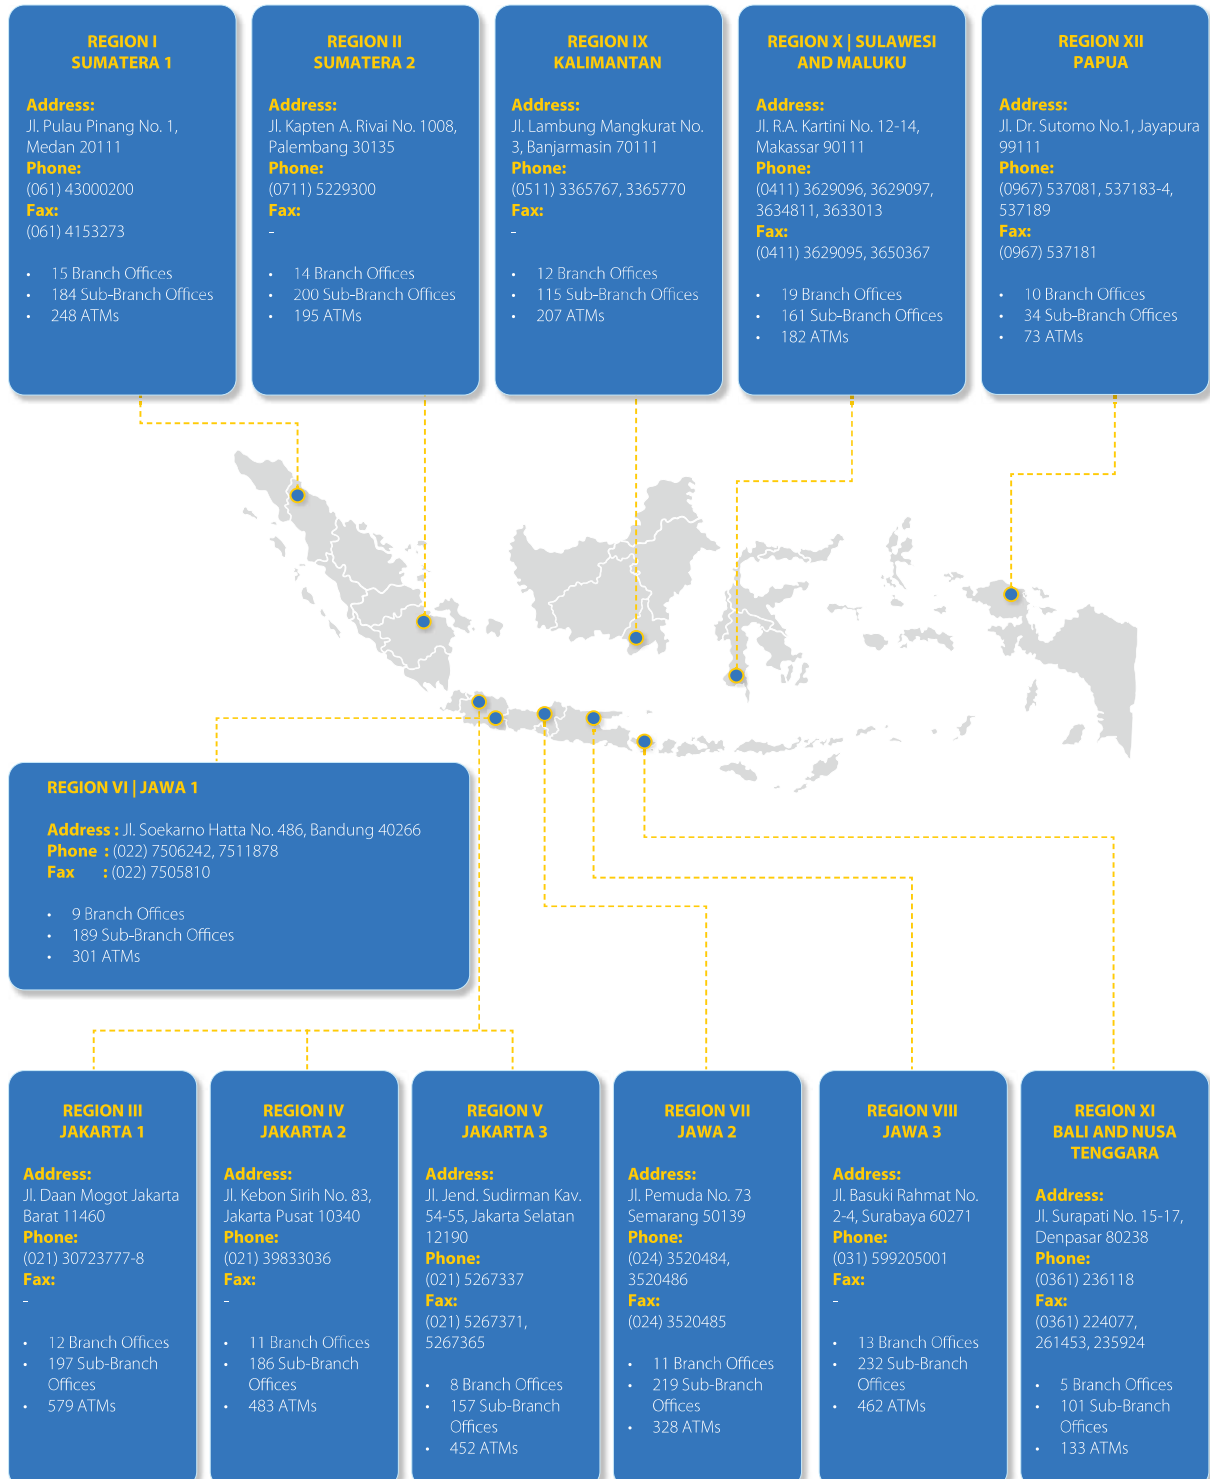 REGION I
SUMATERA 1
Address:
Jl. Pulau Pinang No. 1,
Medan 20111
Phone:
(061) 43000200
Fax:
(061) 4153273
• 15 Branch Offices
• 184 Sub-Branch Offices
• 248 ATMs
REGION II
SUMATERA 2
Address:
Jl. Kapten A. Rivai No. 1008,
Palembang 30135
Phone:
(0711) 5229300
Fax:
-
• 14 Branch Offices
• 200 Sub-Branch Offices
• 195 ATMs
REGION IX
KALIMANTAN
Address:
Jl. Lambung Mangkurat No.
3, Banjarmasin 70111
Phone:
(0511) 3365767, 3365770
Fax:
-
• 12 Branch Offices
• 115 Sub-Branch Offices
• 207 ATMs
REGION X | SULAWESI
AND MALUKU
Address:
Jl. R.A. Kartini No. 12-14,
Makassar 90111
Phone:
(0411) 3629096, 3629097,
3634811, 3633013
Fax:
(0411) 3629095, 3650367
• 19 Branch Offices
• 161 Sub-Branch Offices
• 182 ATMs
REGION XII
PAPUA
Address:
Jl. Dr. Sutomo No.1, Jayapura
99111
Phone:
(0967) 537081, 537183-4,
537189
Fax:
(0967) 537181
• 10 Branch Offices
• 34 Sub-Branch Offices
• 73 ATMs
REGION VI | JAWA 1
Address : Jl. Soekarno Hatta No. 486, Bandung 40266
Phone : (022) 7506242, 7511878
Fax : (022) 7505810
• 9 Branch Offices
• 189 Sub-Branch Offices
• 301 ATMs
REGION III
JAKARTA 1
Address:
Jl. Daan Mogot Jakarta
Barat 11460
Phone:
(021) 30723777-8
Fax:
-
• 12 Branch Offices
• 197 Sub-Branch
Offices
• 579 ATMs
REGION IV
JAKARTA 2
Address:
Jl. Kebon Sirih No. 83,
Jakarta Pusat 10340
Phone:
(021) 39833036
Fax:
-
• 11 Branch Offices
• 186 Sub-Branch
Offices
• 483 ATMs
REGION V
JAKARTA 3
Address:
Jl. Jend. Sudirman Kav.
54-55, Jakarta Selatan
12190
Phone:
(021) 5267337
Fax:
(021) 5267371,
5267365
• 8 Branch Offices
• 157 Sub-Branch
Offices
• 452 ATMs
REGION VII
JAWA 2
Address:
Jl. Pemuda No. 73
Semarang 50139
Phone:
(024) 3520484,
3520486
Fax:
(024) 3520485
• 11 Branch Offices
• 219 Sub-Branch
Offices
• 328 ATMs
REGION VIII
JAWA 3
Address:
Jl. Basuki Rahmat No.
2-4, Surabaya 60271
Phone:
(031) 599205001
Fax:
-
• 13 Branch Offices
• 232 Sub-Branch
Offices
• 462 ATMs
REGION XI
BALI AND NUSA
TENGGARA
Address:
Jl. Surapati No. 15-17,
Denpasar 80238
Phone:
(0361) 236118
Fax:
(0361) 224077,
261453, 235924
• 5 Branch Offices
• 101 Sub-Branch
Offices
• 133 ATMs